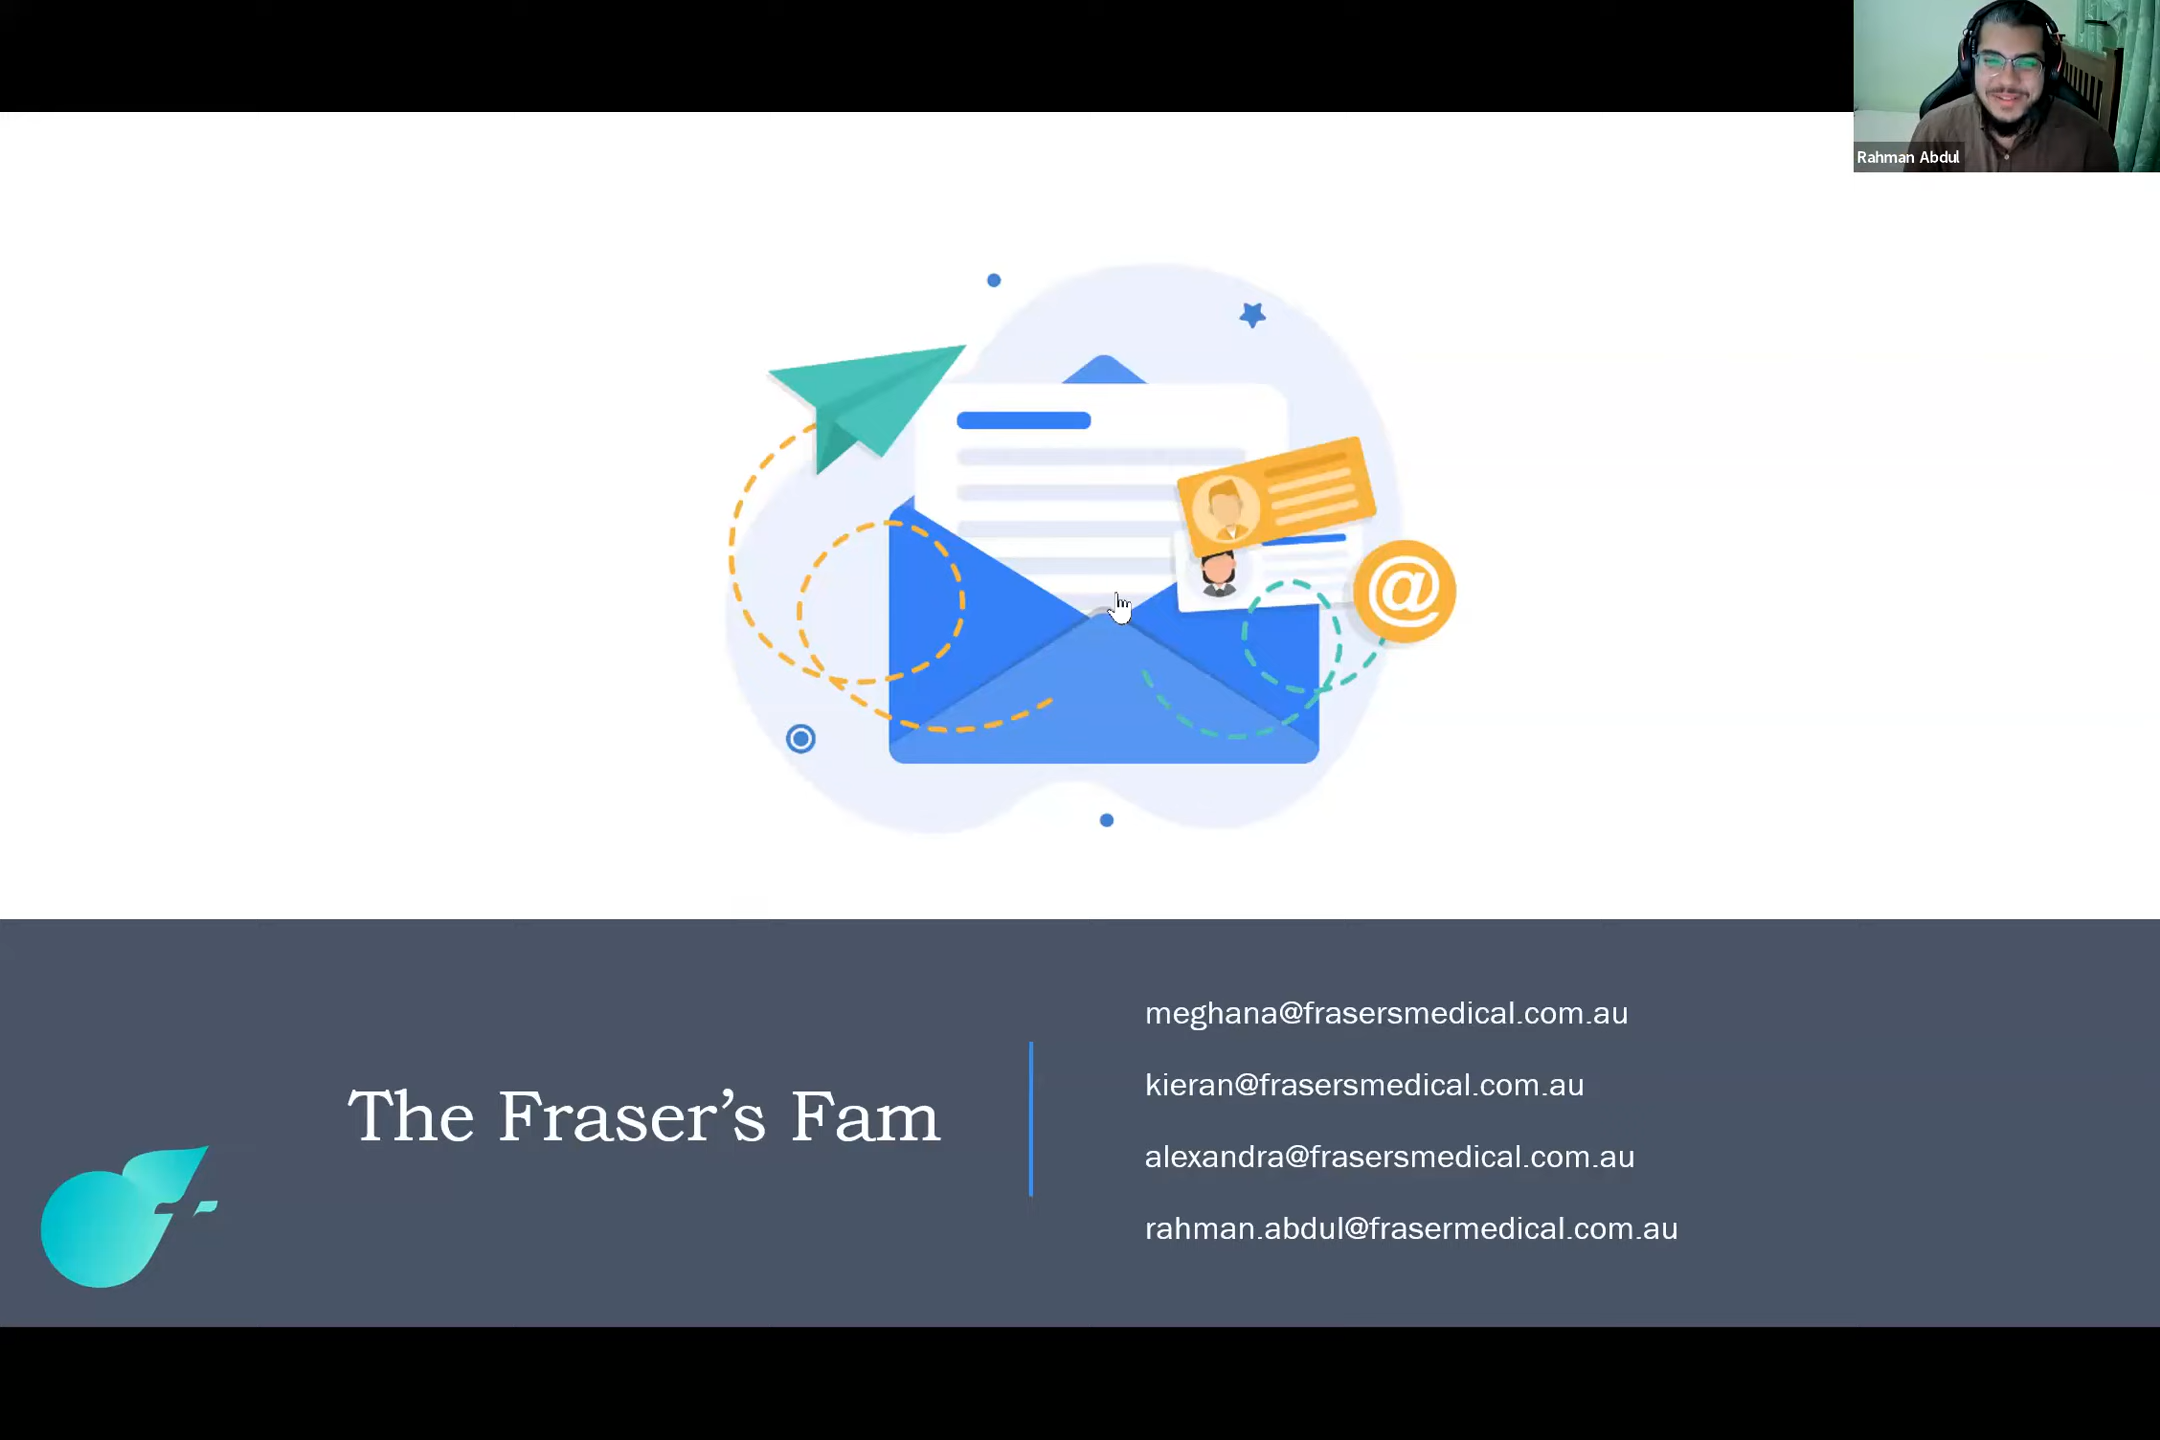 Rahman Abdul
@
The Fraser's Fam
meghana@frasersmedical.com.au
kieran@frasersmedical.com.au
alexandra@frasersmedical.com.au
rahman.abdul@frasermedical.com.au